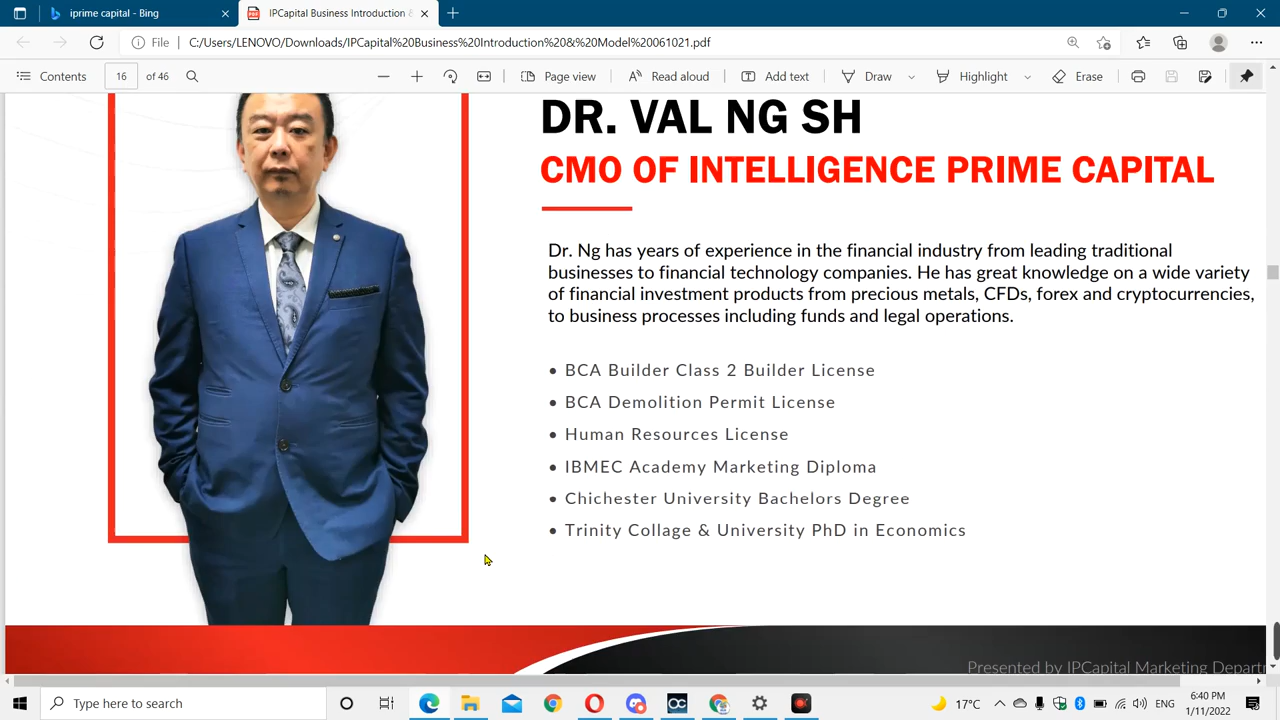 iprime capital - Bing
IPCapital Business Introduction &
File
C:/Users/LENOVO/Downloads/IPCapital%20Business%20Introduction%20&%20Model%20061021.pdf
Contents
16
of 46
Page view
Read aloud
Add text
Draw
Highlight
Erase
DR. VAL NG SH
CMO OF INTELLIGENCE PRIME CAPITAL
Dr. Ng has years of experience in the financial industry from leading traditional
businesses to financial technology companies. He has great knowledge on a wide variety
of financial investment products from precious metals, CFDs, forex and cryptocurrencies,
to business processes including funds and legal operations.
• BCA Builder Class 2 Builder License
• BCA Demolition Permit License
• Human Resources License
• IBMEC Academy Marketing Diploma
• Chichester University Bachelors Degree
• Trinity Collage & University PhD in Economics
Presented by IPCapital Marketing Departm
Type here to search
17°C
ENG
6:40 PM
1/11/2022